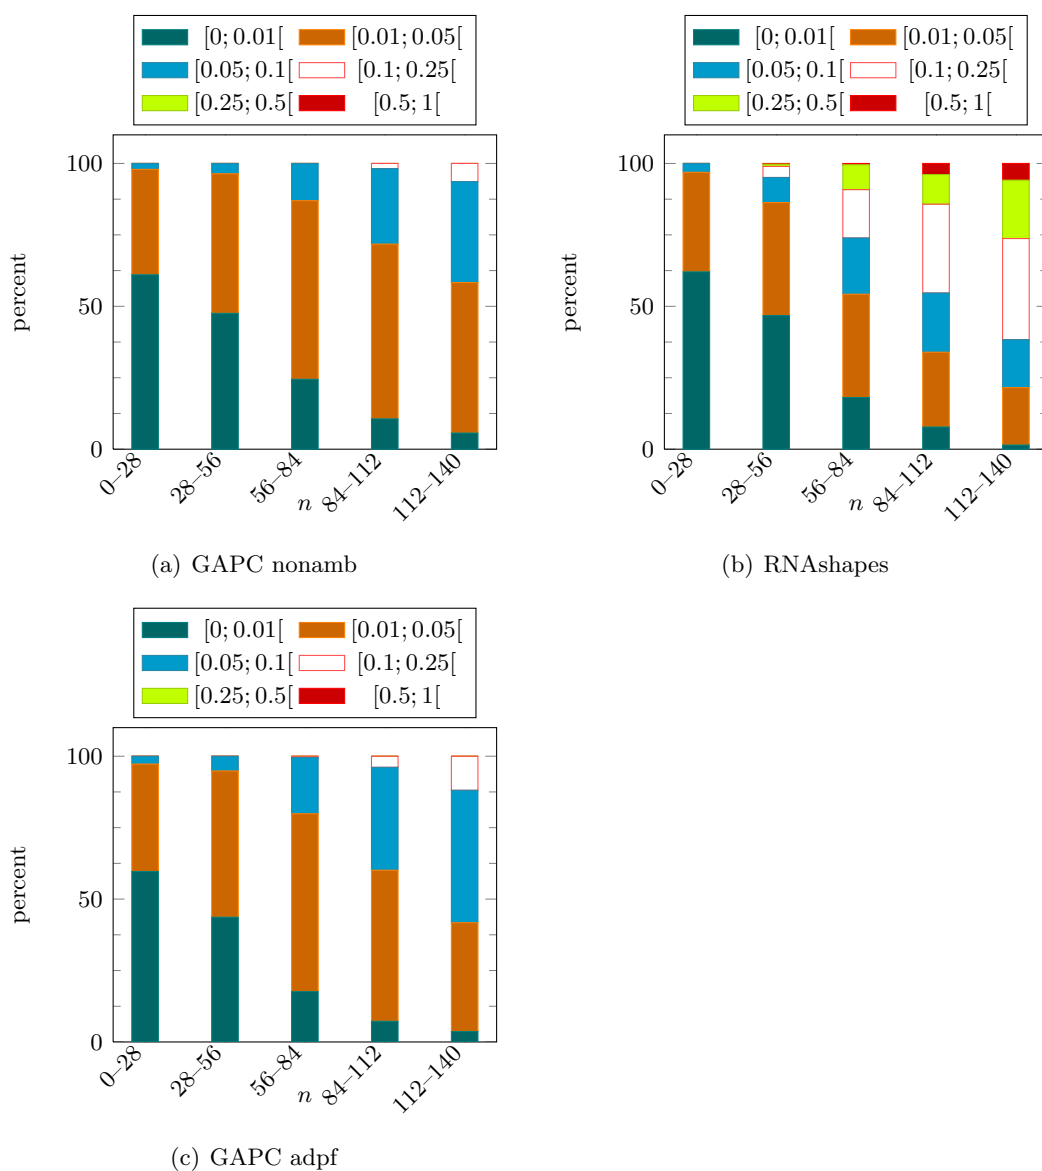 [0; 0.01[ [0.01; 0.05[
[0.05; 0.1[ [0.1; 0.25[
[0.25; 0.5[ [0.5; 1[
percent
100
50
0
0–28 28–56 56–84 84–112 112–140
n
(a) GAPC nonamb
[0; 0.01[ [0.01; 0.05[
[0.05; 0.1[ [0.1; 0.25[
[0.25; 0.5[ [0.5; 1[
percent
100
50
0
0–28 28–56 56–84 84–112 112–140
n
(b) RNAshapes
[0; 0.01[ [0.01; 0.05[
[0.05; 0.1[ [0.1; 0.25[
[0.25; 0.5[ [0.5; 1[
percent
100
50
0
0–28 28–56 56–84 84–112 112–140
n
(c) GAPC adpf